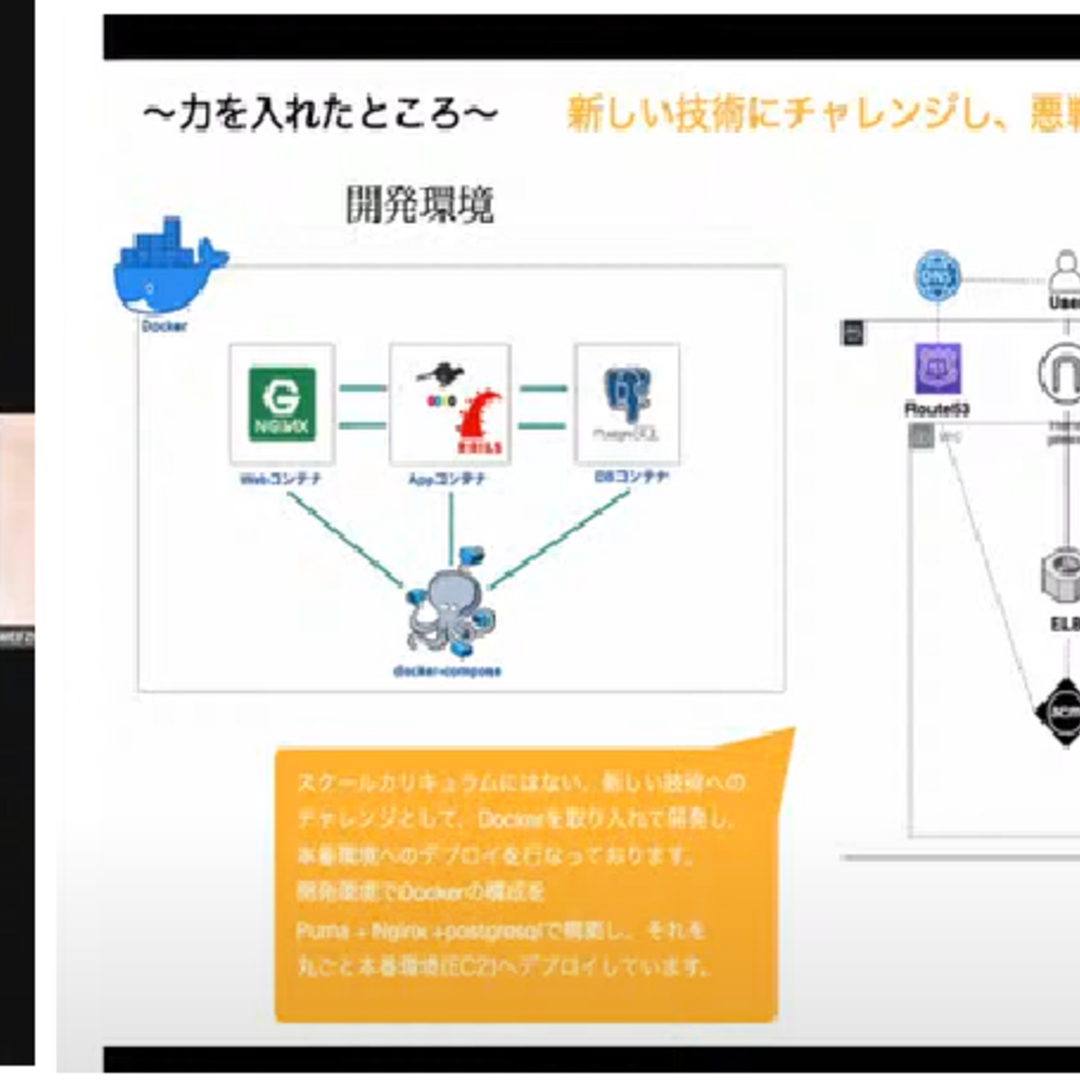 〜力を入れたところ〜
新しい技術にチャレンジし、悪戦
開発環境
Docker
NGINX
RAILS
PostgreSQL
Webコンテナ
Appコンテナ
DBコンテナ
docker-compose
スクールカリキュラムにはない、新しい技術への
チャレンジとして、Dockerを取り入れて開発し、
本番環境へのデプロイを行なっております。
開発環境でDockerの構成を
Puma + Nginx +postgresqlで構築し、それを
丸ごと本番環境(EC2)へデプロイしています。
DNS
User
Route53
VPC
ELB